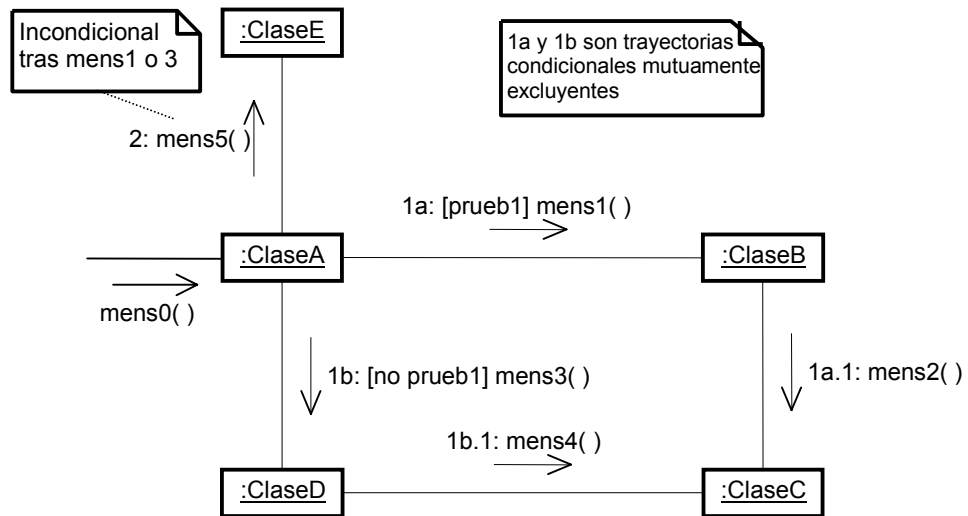 Incondicional
tras mens1 o 3
:ClaseE
1a y 1b son trayectorias
condicionales mutuamente
excluyentes
2: mens5( )
1a: [prueb1] mens1( )
:ClaseA
:ClaseB
mens0( )
1b: [no prueb1] mens3( )
1a.1: mens2( )
1b.1: mens4( )
:ClaseD
:ClaseC